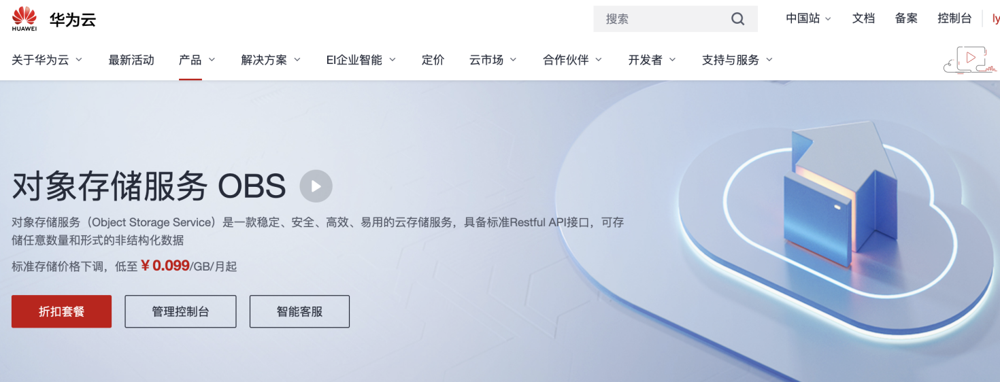 HUAWEI
华为云
搜索
中国站
文档
备案
控制台
ly
关于华为云
最新活动
产品
解决方案
EI企业智能
定价
云市场
合作伙伴
开发者
支持与服务
对象存储服务 OBS
对象存储服务（Object Storage Service）是一款稳定、安全、高效、易用的云存储服务，具备标准Restful API接口，可存
储任意数量和形式的非结构化数据
标准存储价格下调，低至 ¥ 0.099/GB/月起
折扣套餐
管理控制台
智能客服